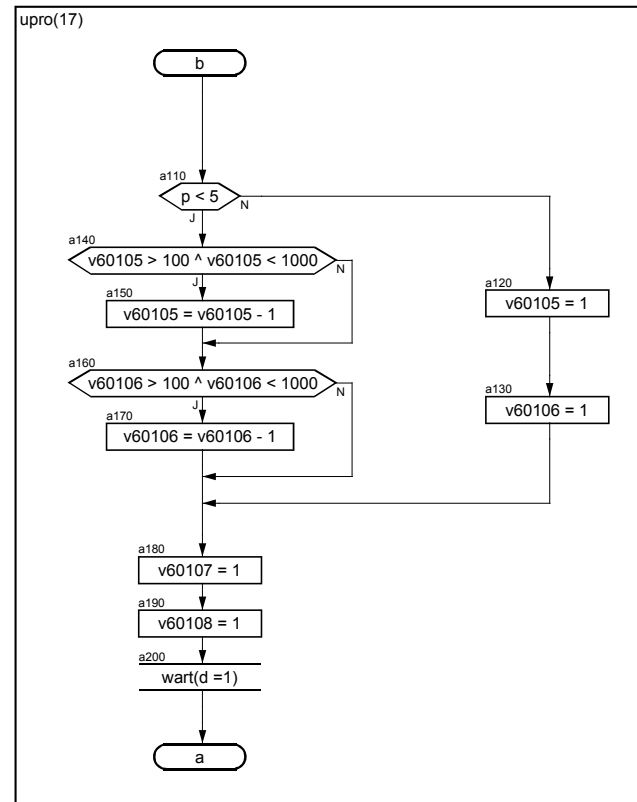 upro(17)
b
a110
p < 5
N
J
a140
v60105 > 100 ^ v60105 < 1000
N
J
a150
v60105 = v60105 - 1
a120
v60105 = 1
a160
v60106 > 100 ^ v60106 < 1000
N
J
a170
v60106 = v60106 - 1
a130
v60106 = 1
a180
v60107 = 1
a190
v60108 = 1
a200
wart(d =1)
a